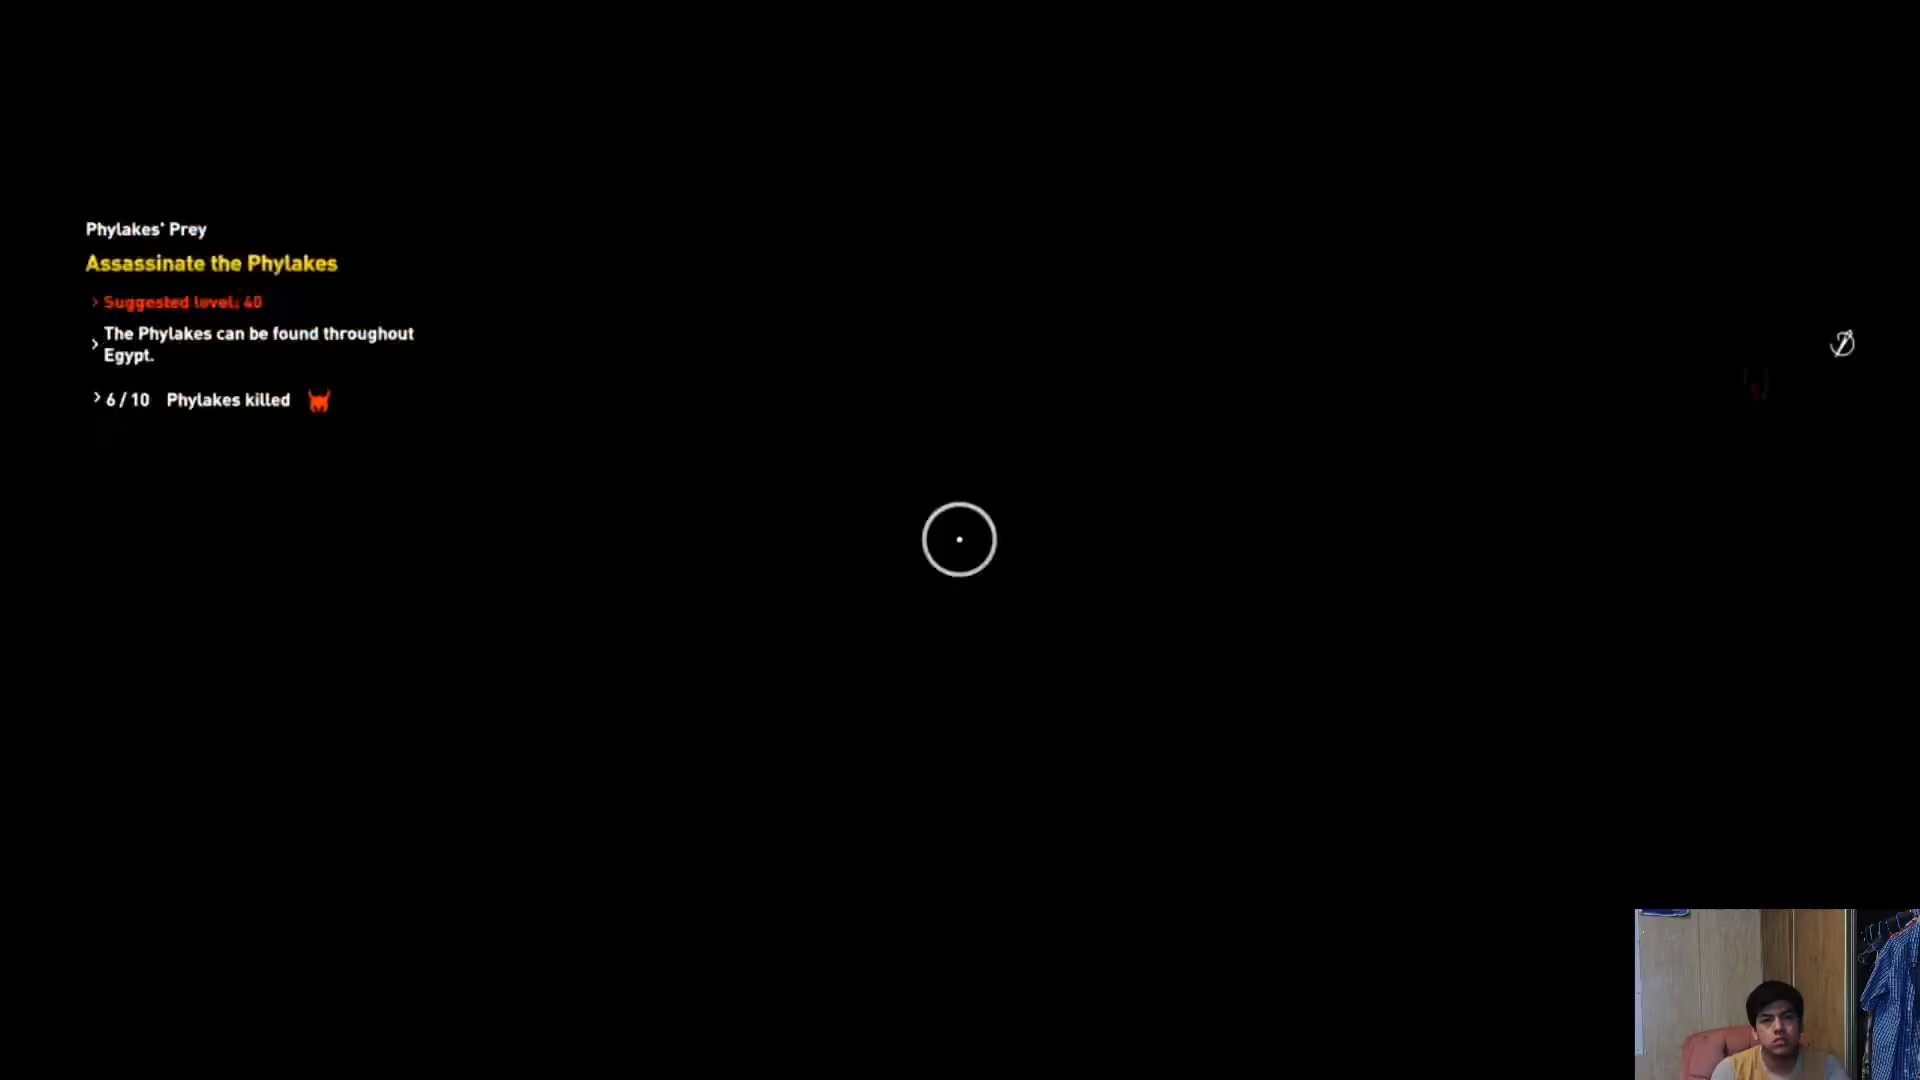 Phylakes' Prey
Assassinate the Phylakes
> Suggested level: 40
> The Phylakes can be found throughout
Egypt.
> 6 / 10 Phylakes killed